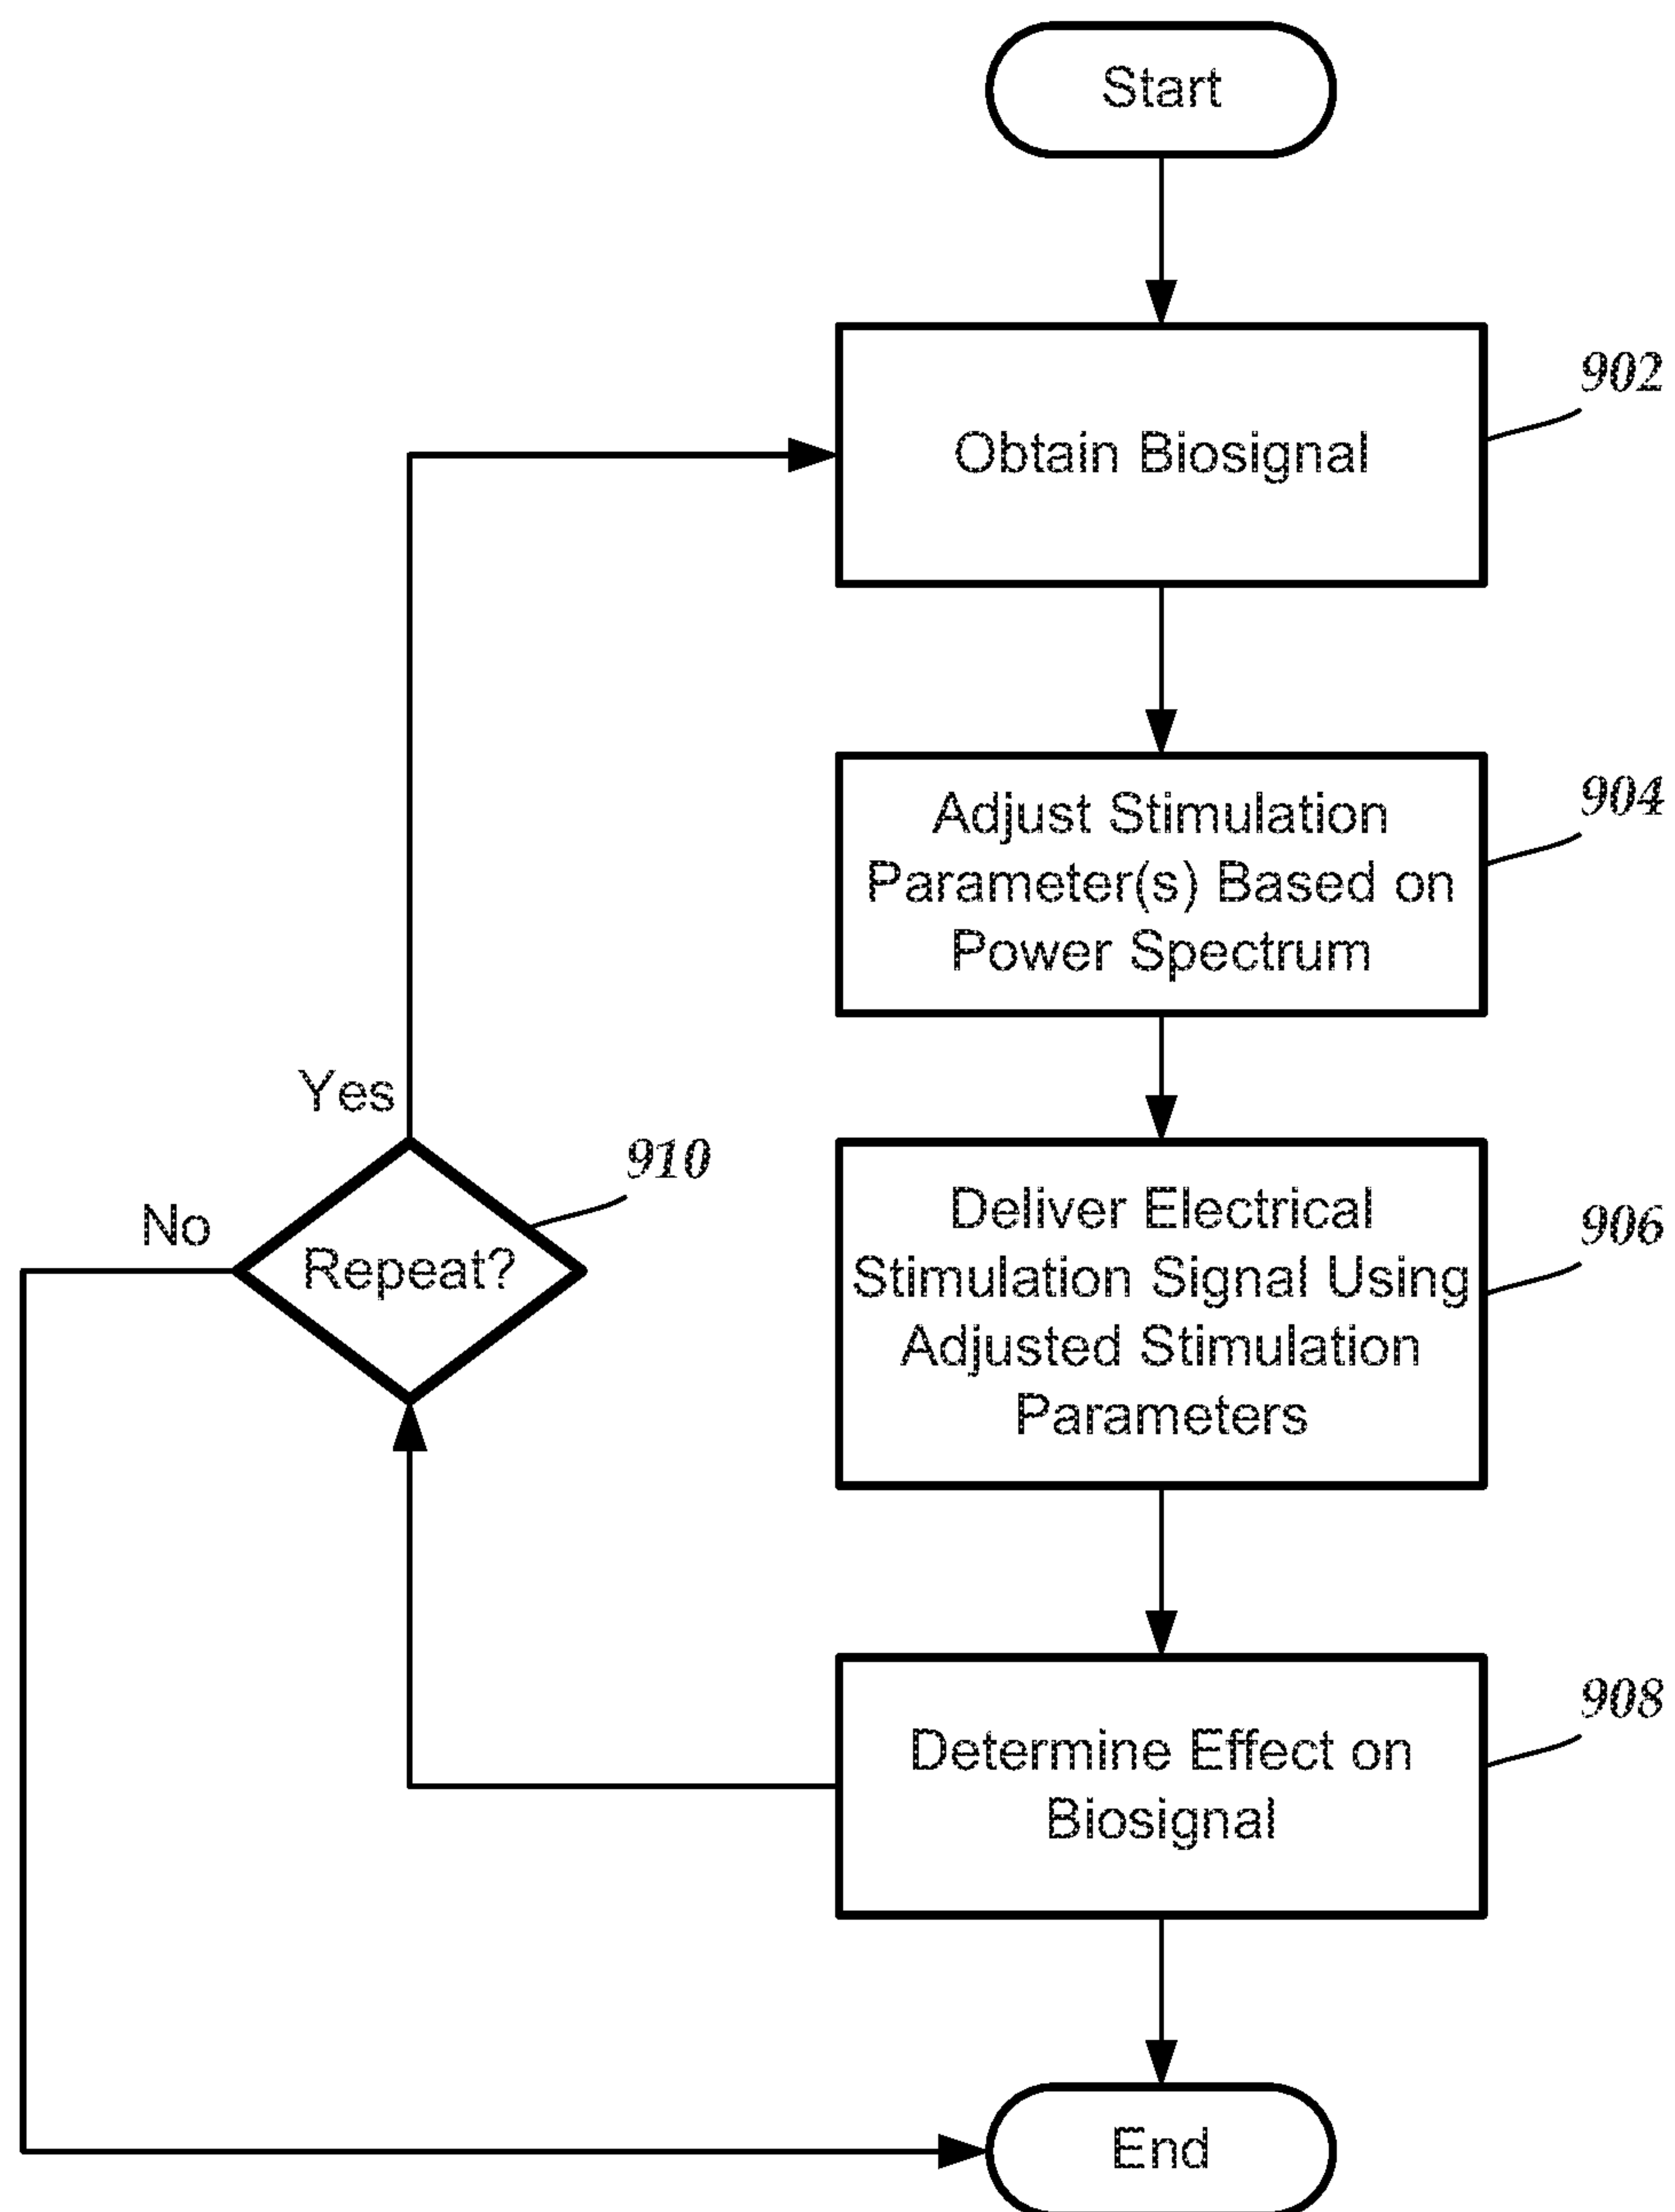 Start
902
Obtain Biosignal
904
Adjust Stimulation
Parameter(s) Based on
Power Spectrum
Yes
910
No
Repeat?
906
Deliver Electrical
Stimulation Signal Using
Adjusted Stimulation
Parameters
908
Determine Effect on
Biosignal
End